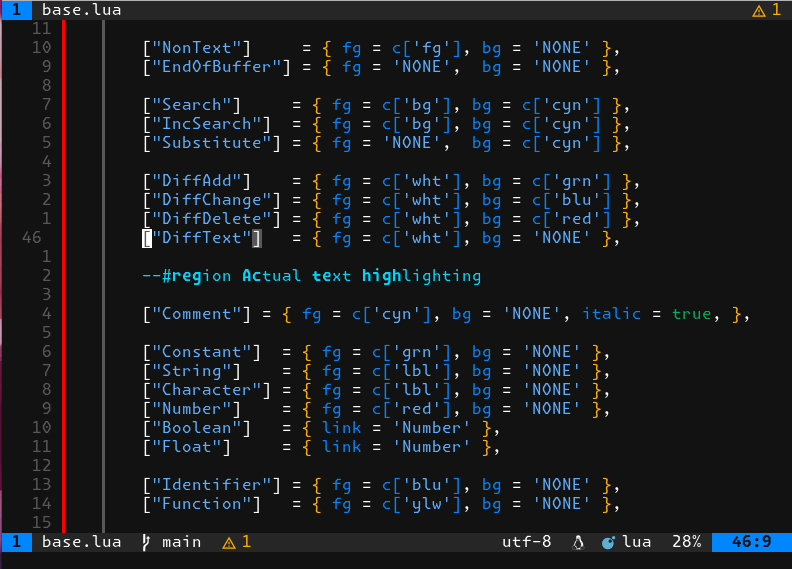 1 base.lua ⚠ 1
11
10 ["NonText"]     = { fg = c['fg'], bg = 'NONE' },
9 ["EndOfBuffer"] = { fg = 'NONE',  bg = 'NONE' },
8
7 ["Search"]     = { fg = c['bg'], bg = c['cyn'] },
6 ["IncSearch"]  = { fg = c['bg'], bg = c['cyn'] },
5 ["Substitute"] = { fg = 'NONE',  bg = c['cyn'] },
4
3 ["DiffAdd"]    = { fg = c['wht'], bg = c['grn'] },
2 ["DiffChange"] = { fg = c['wht'], bg = c['blu'] },
1 ["DiffDelete"] = { fg = c['wht'], bg = c['red'] },
46 ["DiffText"]   = { fg = c['wht'], bg = 'NONE' },
1
2 --#region Actual text highlighting
3
4 ["Comment"] = { fg = c['cyn'], bg = 'NONE', italic = true, },
5
6 ["Constant"]  = { fg = c['grn'], bg = 'NONE' },
7 ["String"]    = { fg = c['lbl'], bg = 'NONE' },
8 ["Character"] = { fg = c['lbl'], bg = 'NONE' },
9 ["Number"]    = { fg = c['red'], bg = 'NONE' },
10 ["Boolean"]   = { link = 'Number' },
11 ["Float"]     = { link = 'Number' },
12
13 ["Identifier"] = { fg = c['blu'], bg = 'NONE' },
14 ["Function"]   = { fg = c['ylw'], bg = 'NONE' },
15
1 base.lua main ⚠ 1 utf-8 lua 28% 46:9